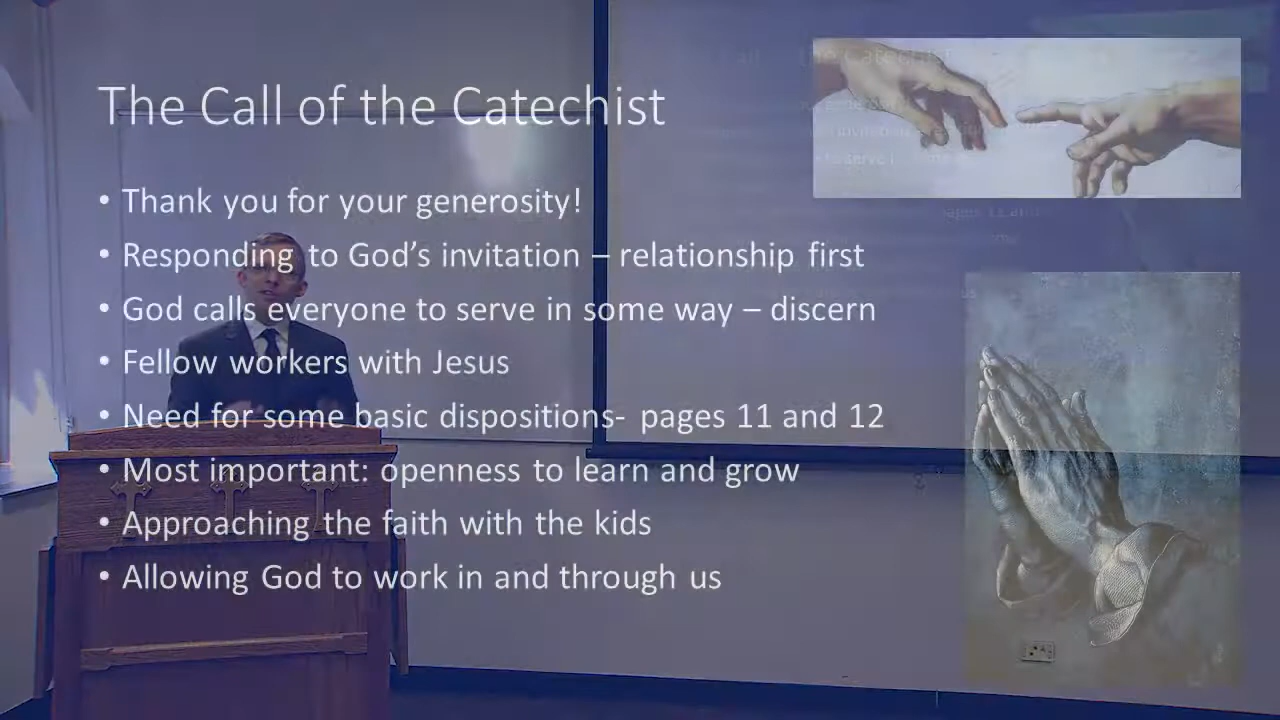 The Call of the Catechist
• Thank you for your generosity!
• Responding to God’s invitation – relationship first
• God calls everyone to serve in some way – discern
• Fellow workers with Jesus
• Need for some basic dispositions- pages 11 and 12
• Most important: openness to learn and grow
• Approaching the faith with the kids
• Allowing God to work in and through us
the Catechist